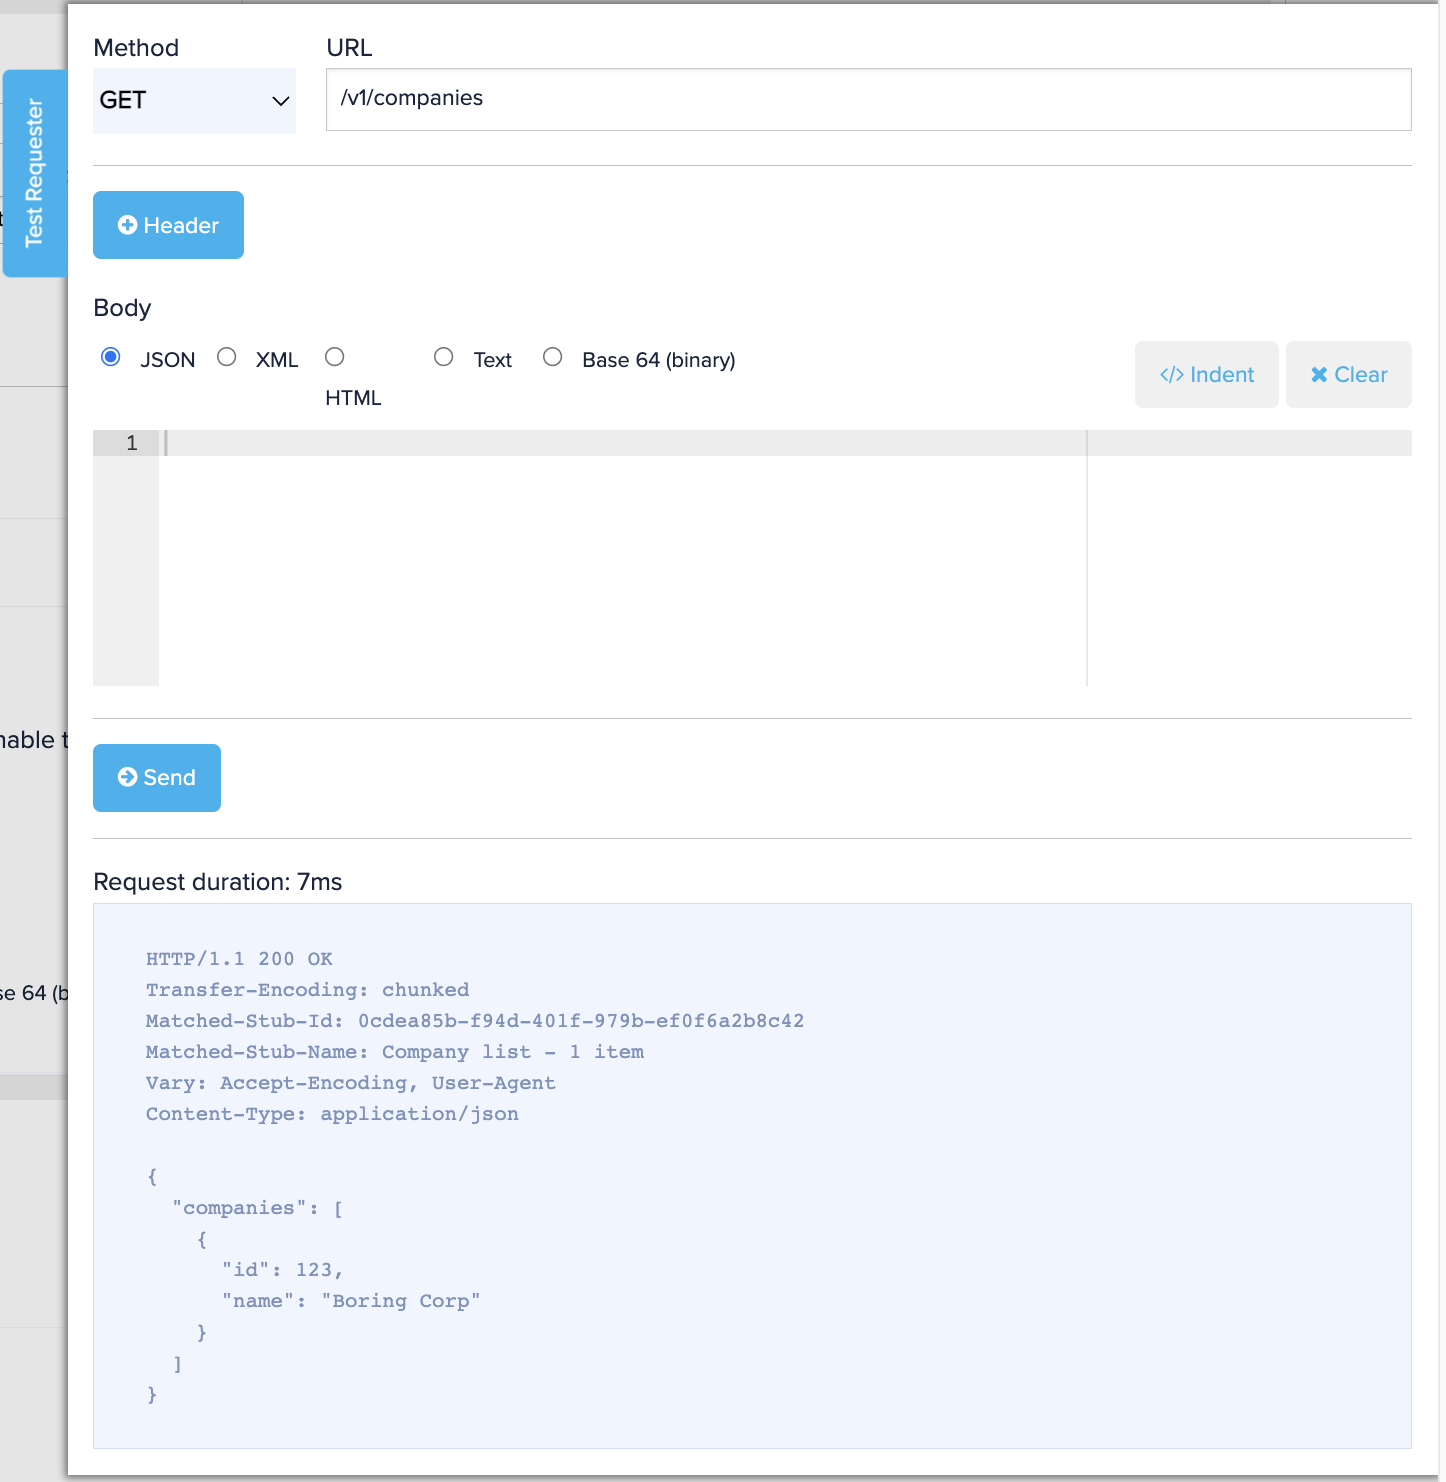 Method
URL
GET
/v1/companies
Test Requester
Header
Body
JSON
XML
HTML
Text
Base 64 (binary)
</> Indent
Clear
1
Send
Request duration: 7ms
HTTP/1.1 200 OK
Transfer-Encoding: chunked
Matched-Stub-Id: 0cdea85b-f94d-401f-979b-ef0f6a2b8c42
Matched-Stub-Name: Company list - 1 item
Vary: Accept-Encoding, User-Agent
Content-Type: application/json
{
  "companies": [
    {
      "id": 123,
      "name": "Boring Corp"
    }
  ]
}